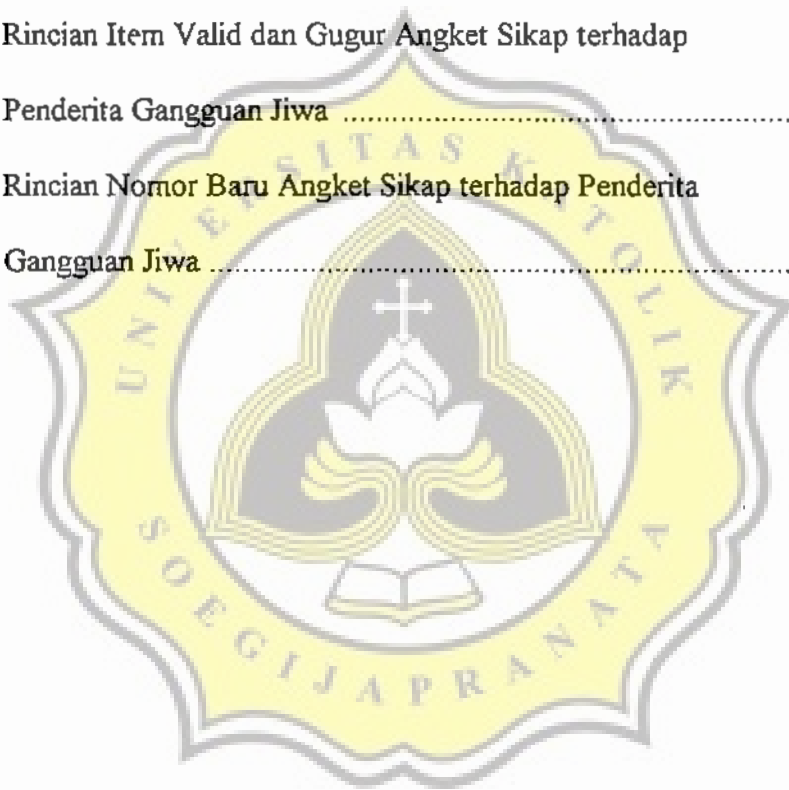 Rincian Item Valid dan Gugur Angket Sikap terhadap
Penderita Gangguan Jiwa ..........................................................
Rincian Nomor Baru Angket Sikap terhadap Penderita
Gangguan Jiwa ..............................................................................
UNIVERSITAS KATOLIK
SOEGIJAPRANATA